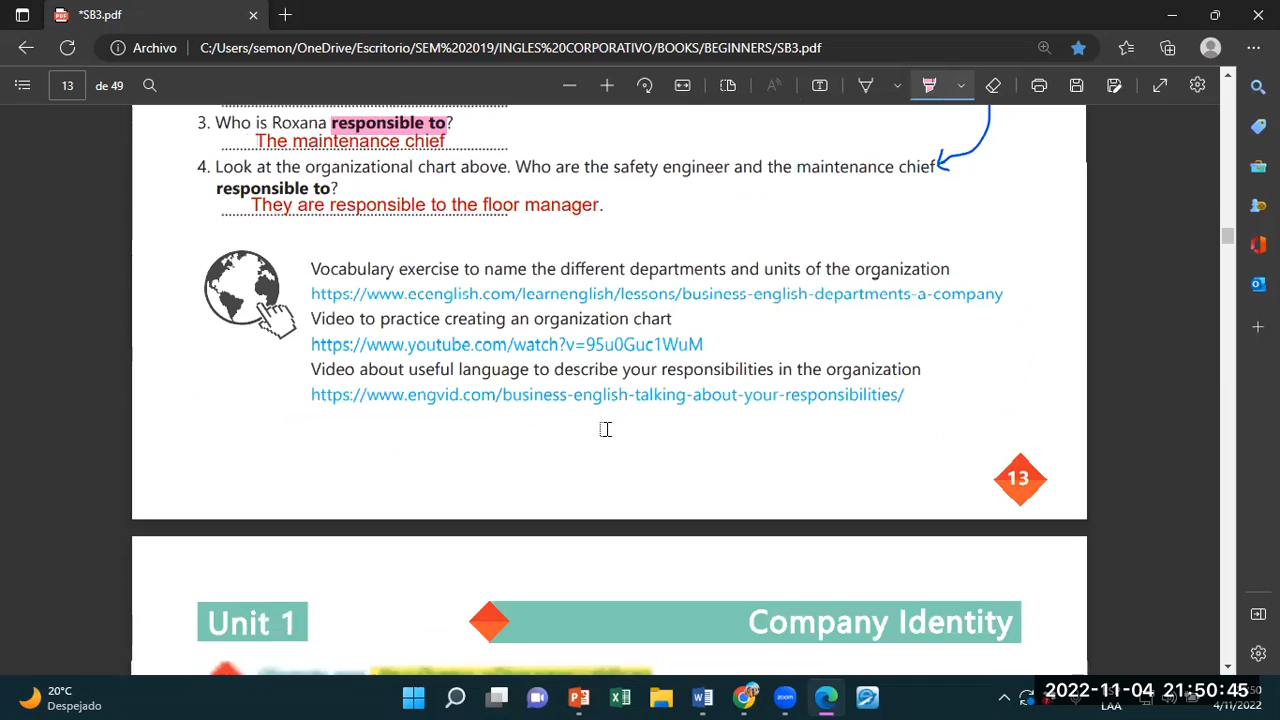 *SB3.pdf
Archivo
C:/Users/semon/OneDrive/Escritorio/SEM%202019/INGLES%20CORPORATIVO/BOOKS/BEGINNERS/SB3.pdf
13 de 49
3. Who is Roxana responsible to?
The maintenance chief
4. Look at the organizational chart above. Who are the safety engineer and the maintenance chief
responsible to?
They are responsible to the floor manager.
Vocabulary exercise to name the different departments and units of the organization
https://www.ecenglish.com/learnenglish/lessons/business-english-departments-a-company
Video to practice creating an organization chart
https://www.youtube.com/watch?v=95u0Guc1WuM
Video about useful language to describe your responsibilities in the organization
https://www.engvid.com/business-english-talking-about-your-responsibilities/
13
Unit 1
Company Identity
20°C
Despejado
LAA
2022-11-04 21:50:45
4/11/2022